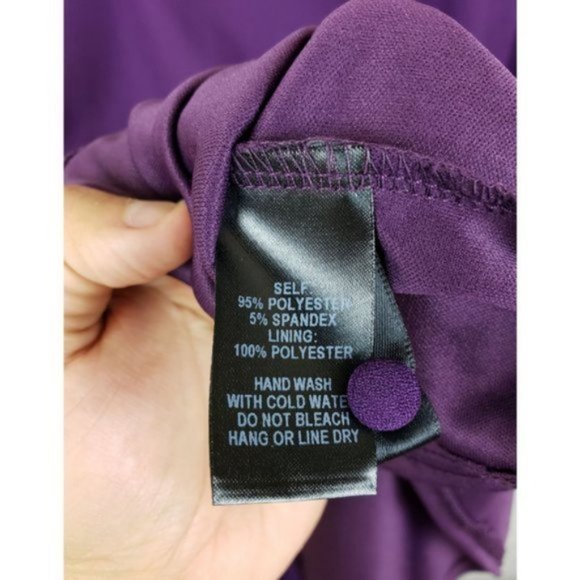 SELF:
95% POLYESTER
5% SPANDEX
LINING:
100% POLYESTER
HAND WASH
WITH COLD WATE
DO NOT BLEACH
HANG OR LINE DRY